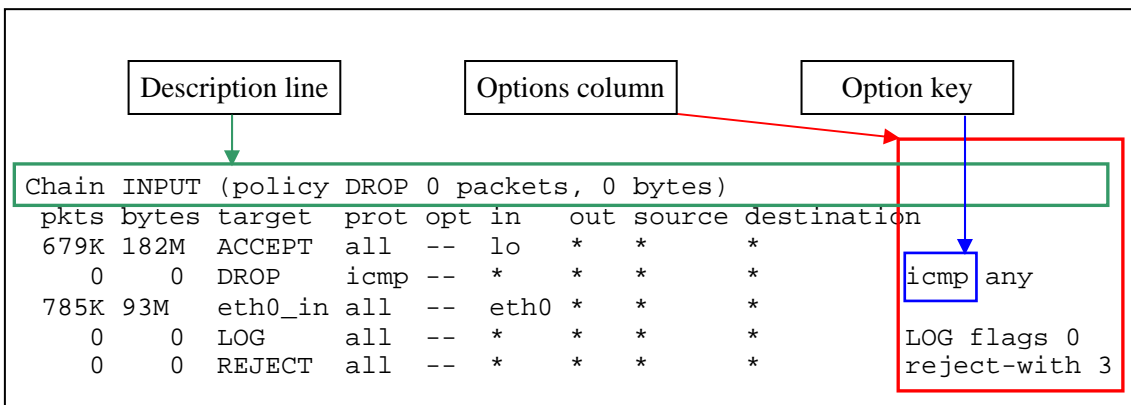 Description line Options column Option key
Chain INPUT (policy DROP 0 packets, 0 bytes)
pkts bytes target prot opt in out source destination
679K 182M ACCEPT all -- lo * * *
0 0 DROP icmp -- * * * * icmp any
785K 93M eth0_in all -- eth0 * * *
0 0 LOG all -- * * * * LOG flags 0
0 0 REJECT all -- * * * * reject-with 3